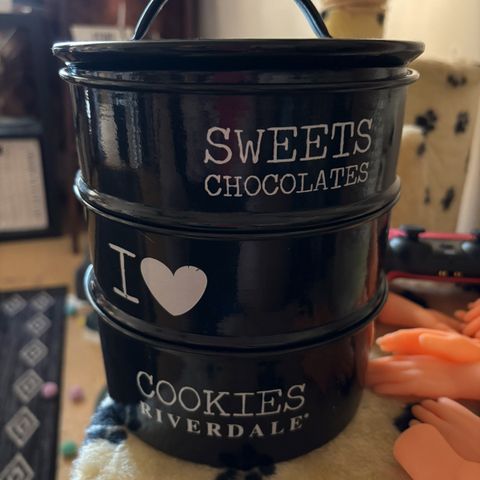 SWEETS
CHOCOLATES
I ♥
COOKIES
RIVERDALE®